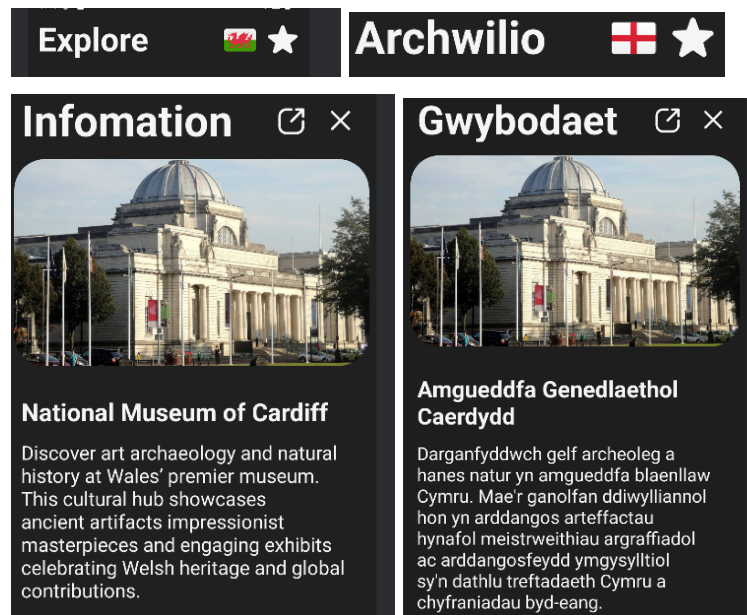 Explore
Archwilio
Infomation
National Museum of Cardiff
Discover art archaeology and natural
history at Wales’ premier museum.
This cultural hub showcases
ancient artifacts impressionist
masterpieces and engaging exhibits
celebrating Welsh heritage and global
contributions.
Gwybodaet
Amgueddfa Genedlaethol
Caerdydd
Darganfyddwch gelf archeoleg a
hanes natur yn amgueddfa blaenllaw
Cymru. Mae'r ganolfan ddiwylliannol
hon yn arddangos arteffactau
hynafol meistrweithiau argraffiadol
ac arddangosfeydd ymgysylltiol
sy'n dathlu treftadaeth Cymru a
chyfraniadau byd-eang.